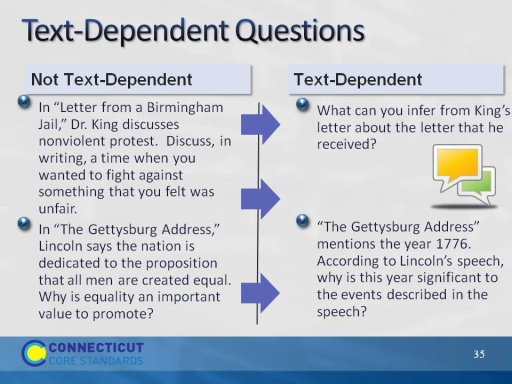 Text-Dependent Questions
Not Text-Dependent
In “Letter from a Birmingham
Jail,” Dr. King discusses
nonviolent protest.  Discuss, in
writing, a time when you
wanted to fight against
something that you felt was
unfair.
In “The Gettysburg Address,”
Lincoln says the nation is
dedicated to the proposition
that all men are created equal.
Why is equality an important
value to promote?
Text-Dependent
What can you infer from King’s
letter about the letter that he
received?
“The Gettysburg Address”
mentions the year 1776.
According to Lincoln’s speech,
why is this year significant to
the events described in the
speech?
CONNECTICUT
CORE STANDARDS
35